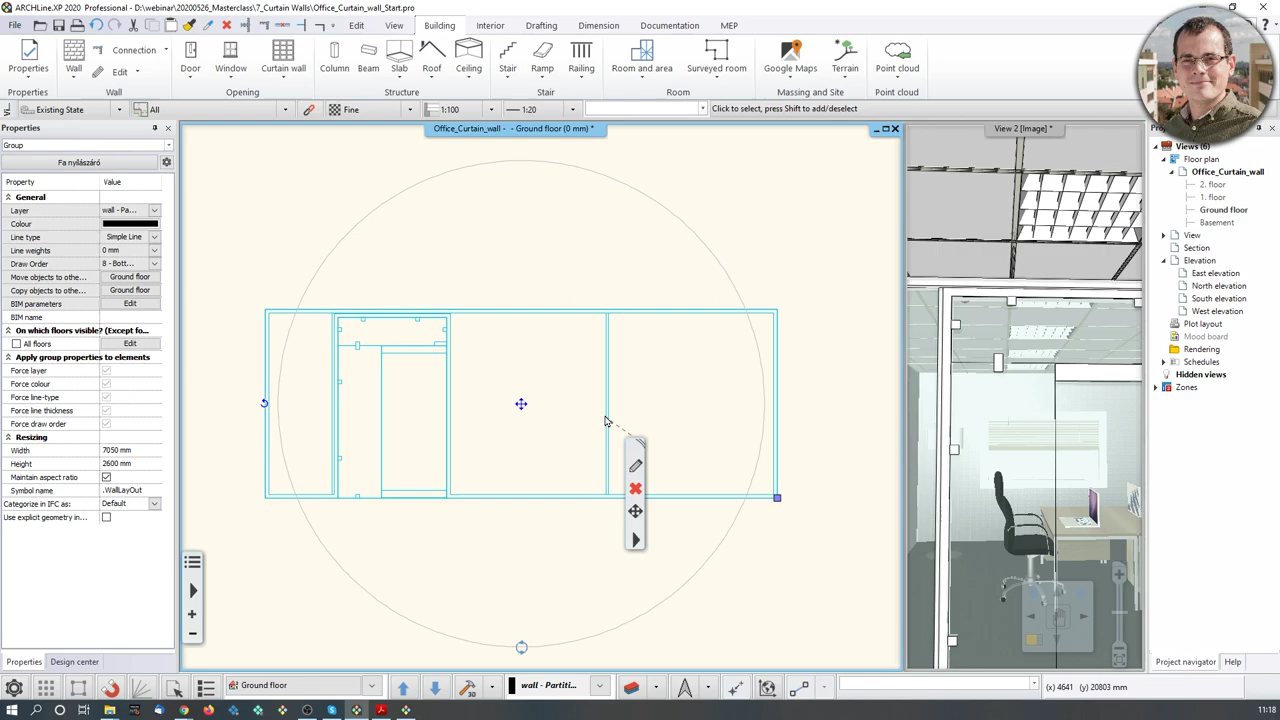 ARCHLine.XP 2020 Professional - D:\webinar\20200526_Masterclass\7_Curtain Walls\Office_Curtain_wall_Start.pro
File Edit View Building Interior Drafting Dimension Documentation MEP
Connection
Edit
Properties Wall Door Window Curtain wall Column Beam Slab Roof Ceiling Stair Ramp Railing Room and area Surveyed room Google Maps Terrain Point cloud
Properties Wall Opening Structure Stair Room Massing and Site Point cloud
Existing State All Fine 1:100 1:20 Click to select, press Shift to add/deselect
Properties
Group
Fa nyílászáró
Property Value
General
Layer wall - Pa...
Colour
Line type Simple Line
Line weights 0 mm
Draw Order 8 - Bott...
Move objects to othe... Ground floor
Copy objects to othe... Ground floor
BIM parameters Edit
BIM name
On which floors visible? (Except fo...
All floors Edit
Apply group properties to elements
Force layer
Force colour
Force line-type
Force line thickness
Force draw order
Resizing
Width 7050 mm
Height 2600 mm
Maintain aspect ratio
Symbol name .WallLayOut
Categorize in IFC as: Default
Use explicit geometry in...
Properties Design center
Office_Curtain_wall - - Ground floor (0 mm) *
View 2 [Image] *
Views (6)
Floor plan
Office_Curtain_wall
2. floor
1. floor
Ground floor
Basement
View
Section
Elevation
East elevation
North elevation
South elevation
West elevation
Plot layout
Mood board
Rendering
Schedules
Hidden views
Zones
Project navigator Help
Ground floor wall - Partiti... (x) 4641 (y) 20803 mm
11:18